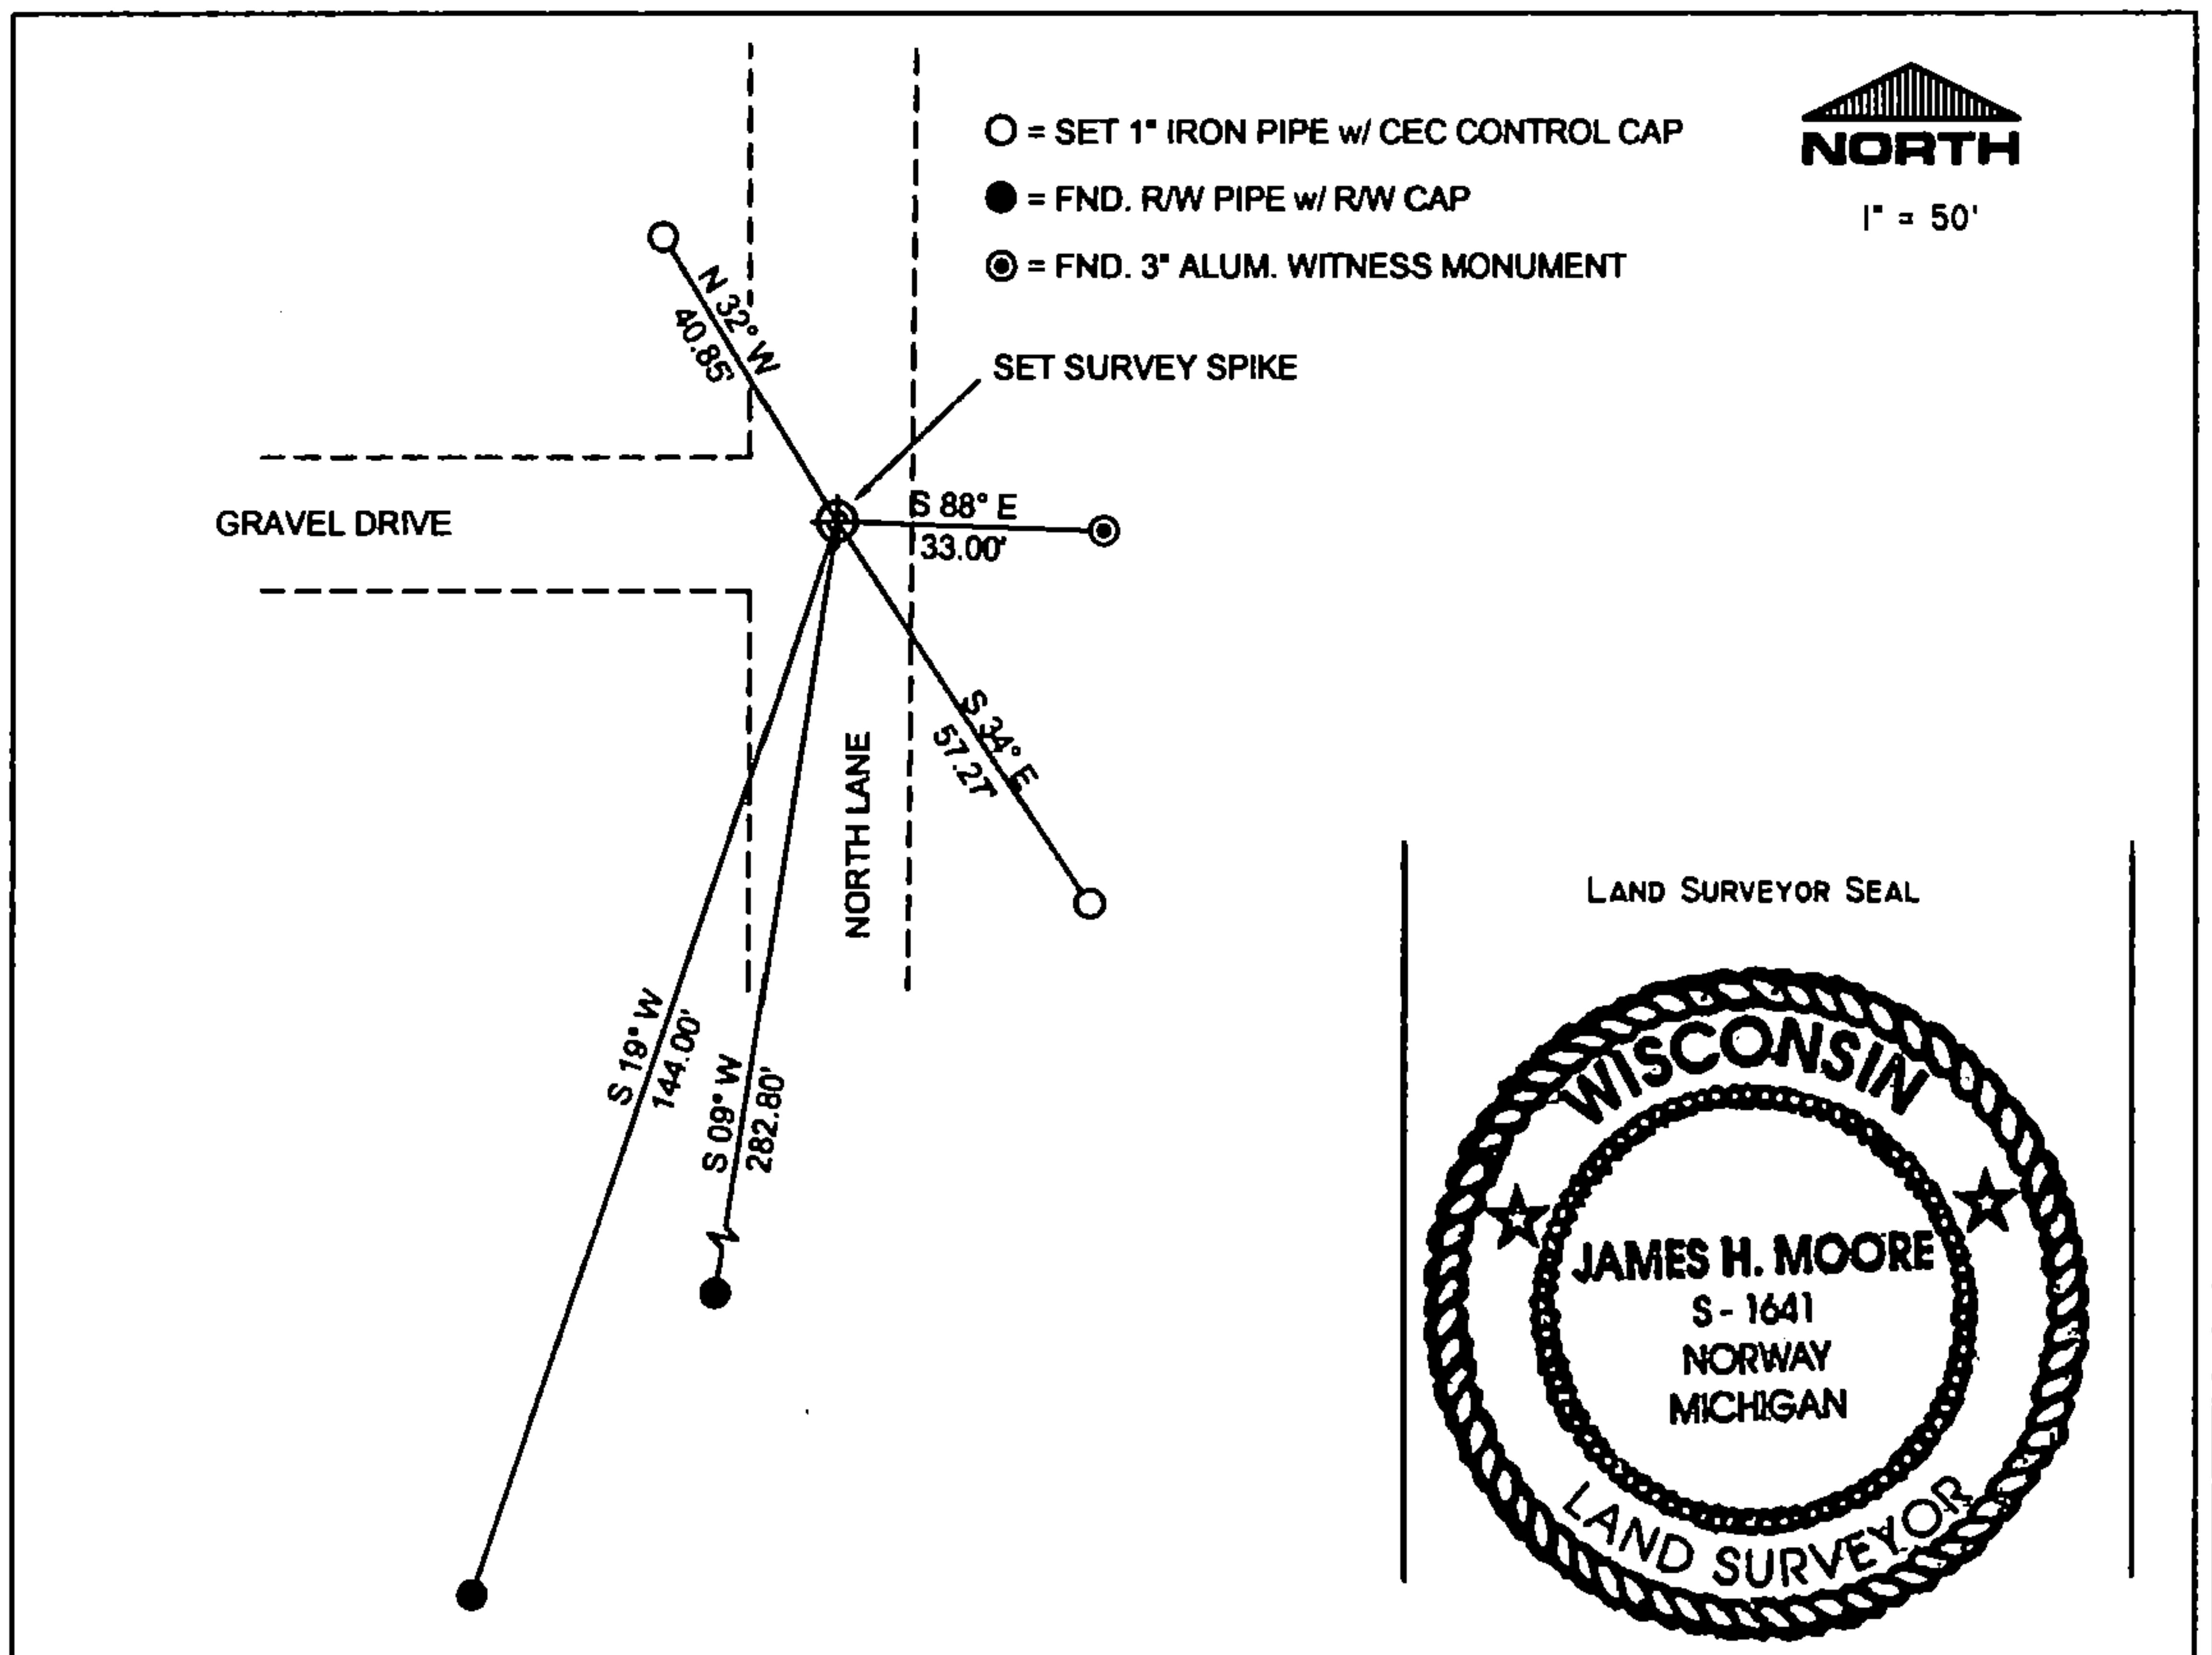 ○ = SET 1" IRON PIPE w/ CEC CONTROL CAP
● = FND. R/W PIPE w/ R/W CAP
◉ = FND. 3" ALUM. WITNESS MONUMENT
NORTH
1" = 50'
N 32° W
40.85'
SET SURVEY SPIKE
GRAVEL DRIVE
S 88° E
33.00'
S 34° E
57.27'
NORTH LANE
S 19° W
144.00'
S 09° W
282.80'
LAND SURVEYOR SEAL
WISCONSIN
JAMES H. MOORE
S - 1641
NORWAY
MICHIGAN
LAND SURVEYOR